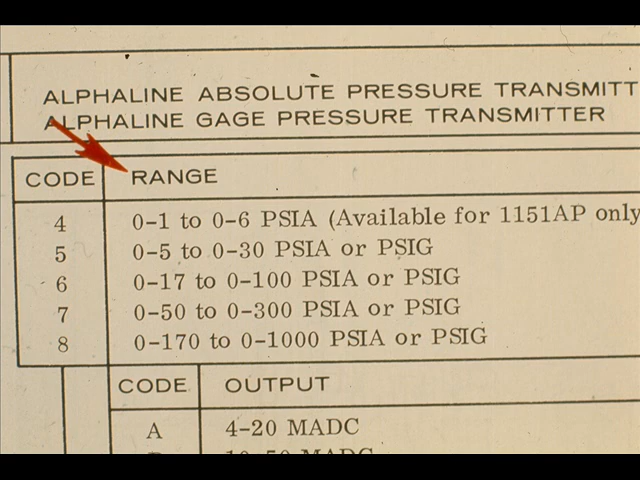 ALPHALINE ABSOLUTE PRESSURE TRANSMITT
ALPHALINE GAGE PRESSURE TRANSMITTER
CODE RANGE
4 0-1 to 0-6 PSIA (Available for 1151AP only
5 0-5 to 0-30 PSIA or PSIG
6 0-17 to 0-100 PSIA or PSIG
7 0-50 to 0-300 PSIA or PSIG
8 0-170 to 0-1000 PSIA or PSIG
CODE OUTPUT
A 4-20 MADC
10-50 MADC